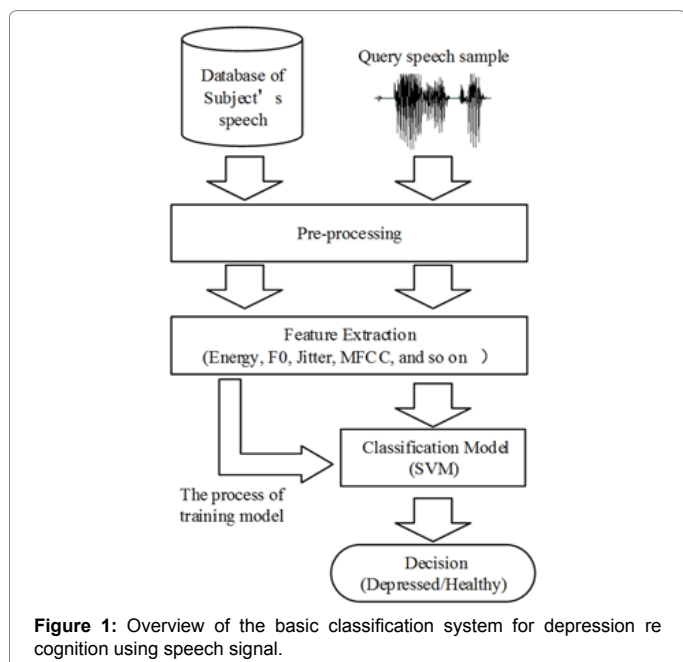 Database of
Subject’s
speech
Query speech sample
Pre-processing
Feature Extraction
(Energy, F0, Jitter, MFCC, and so on )
Classification Model
(SVM)
The process of
training model
Decision
(Depressed/Healthy)
Figure 1: Overview of the basic classification system for depression re
cognition using speech signal.